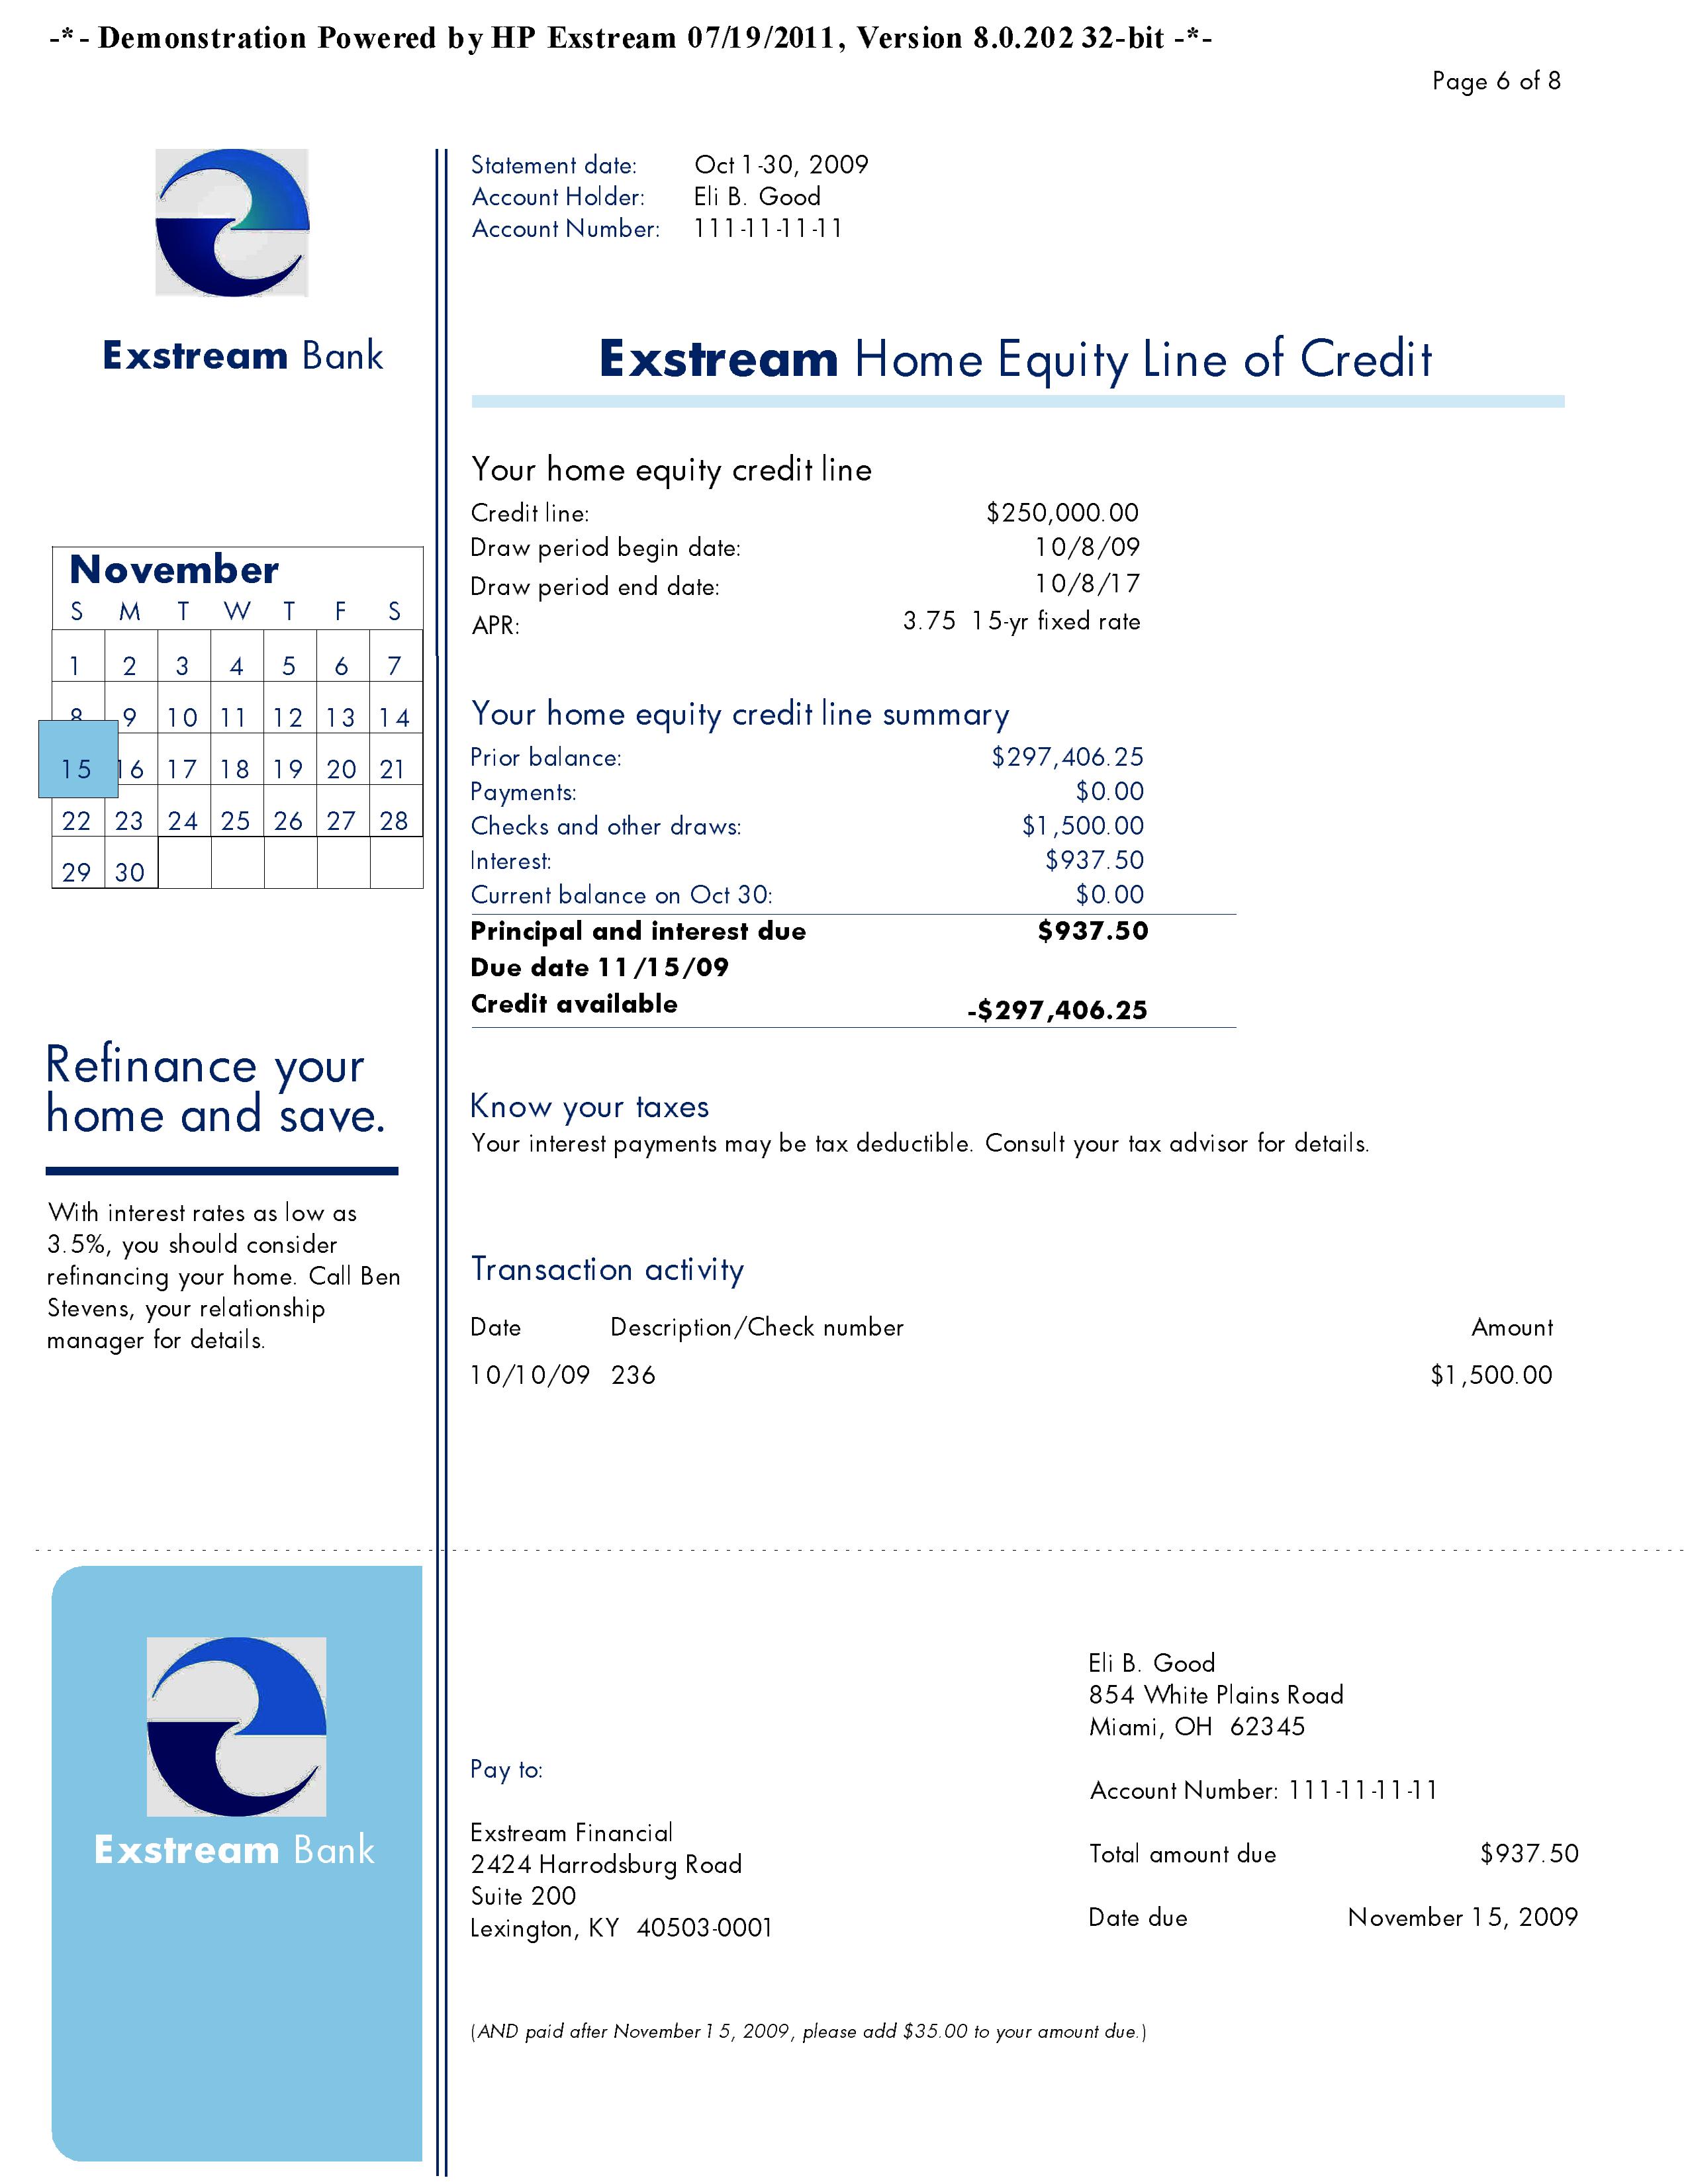 -*- Demonstration Powered by HP Exstream 07/19/2011, Version 8.0.202 32-bit -*-
Page 6 of 8
Exstream Bank
Statement date: Oct 1-30, 2009
Account Holder: Eli B. Good
Account Number: 111-11-11-11
Exstream Home Equity Line of Credit
November
S M T W T F S
1 2 3 4 5 6 7
8 9 10 11 12 13 14
15 16 17 18 19 20 21
22 23 24 25 26 27 28
29 30
Refinance your
home and save.
With interest rates as low as
3.5%, you should consider
refinancing your home. Call Ben
Stevens, your relationship
manager for details.
Your home equity credit line
Credit line: $250,000.00
Draw period begin date: 10/8/09
Draw period end date: 10/8/17
APR: 3.75 15-yr fixed rate
Your home equity credit line summary
Prior balance: $297,406.25
Payments: $0.00
Checks and other draws: $1,500.00
Interest: $937.50
Current balance on Oct 30: $0.00
Principal and interest due $937.50
Due date 11/15/09
Credit available -$297,406.25
Know your taxes
Your interest payments may be tax deductible. Consult your tax advisor for details.
Transaction activity
Date Description/Check number Amount
10/10/09 236 $1,500.00
Exstream Bank
Pay to:
Exstream Financial
2424 Harrodsburg Road
Suite 200
Lexington, KY 40503-0001
Eli B. Good
854 White Plains Road
Miami, OH 62345
Account Number: 111-11-11-11
Total amount due $937.50
Date due November 15, 2009
(AND paid after November 15, 2009, please add $35.00 to your amount due.)